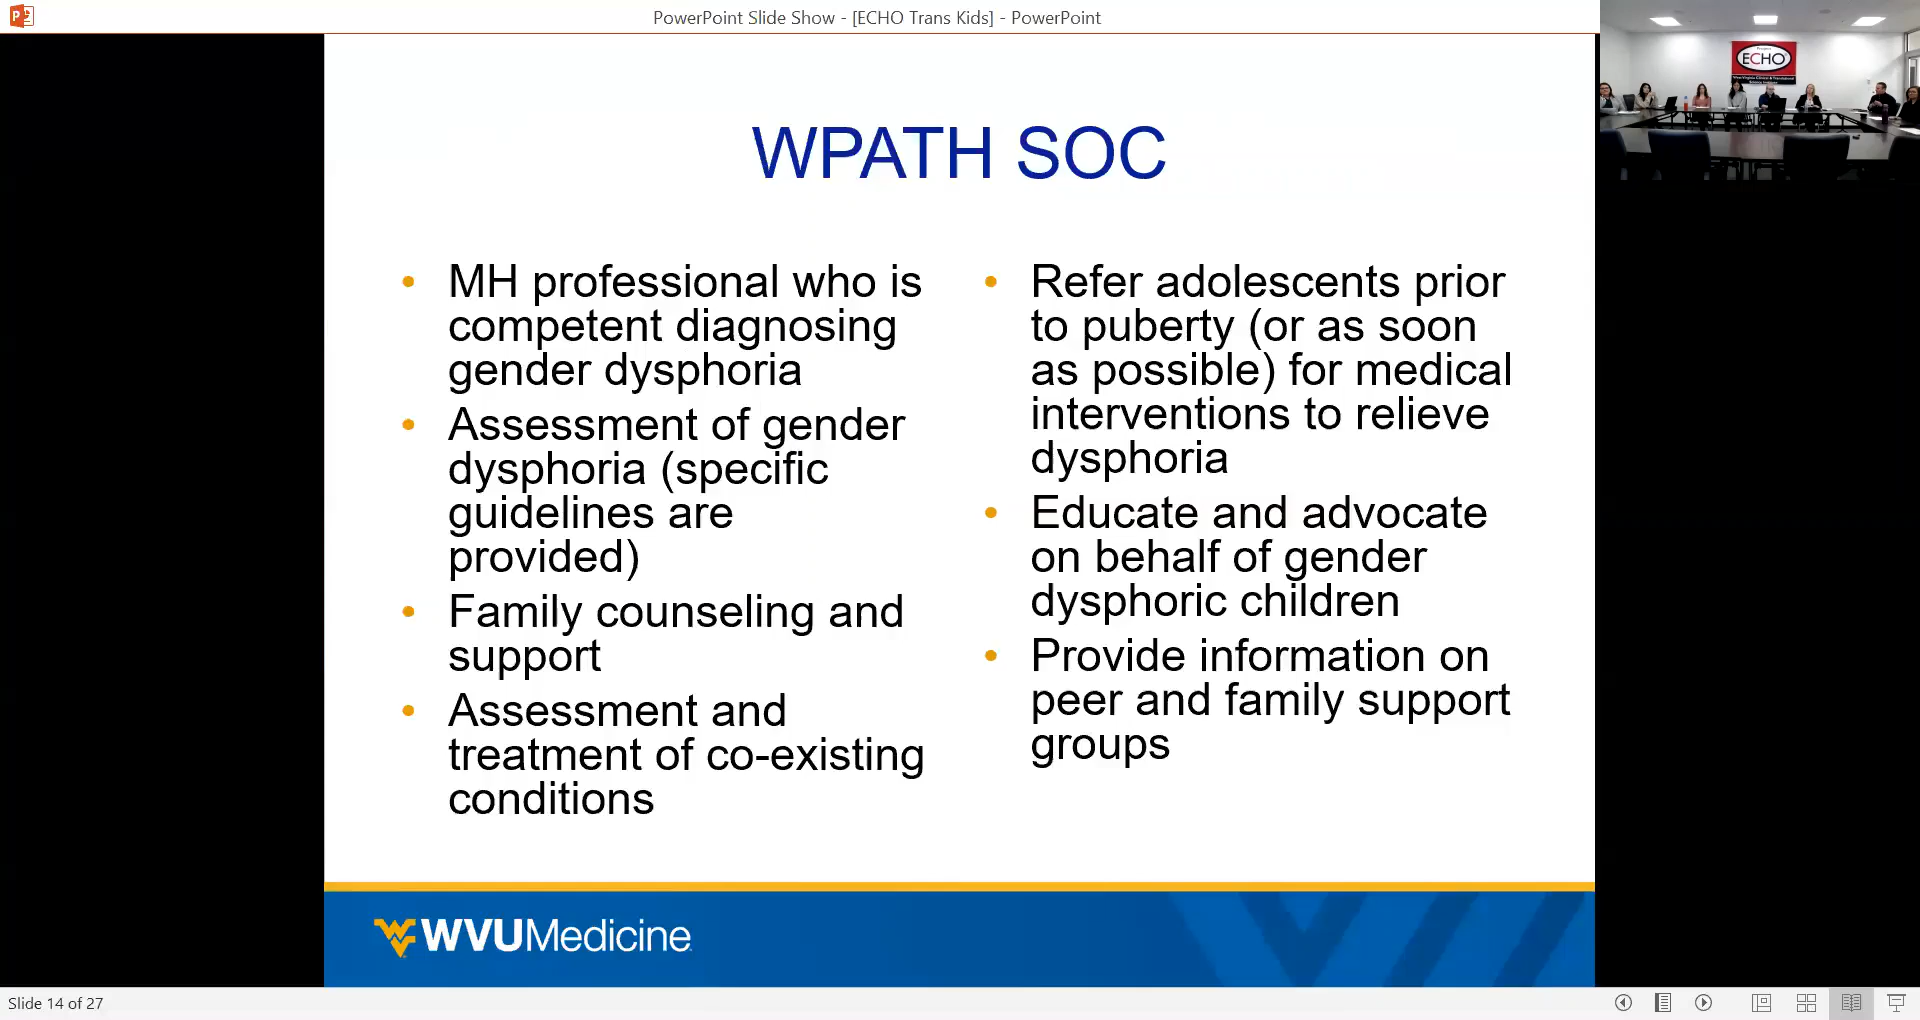 PowerPoint Slide Show - [ECHO Trans Kids] - PowerPoint
ECHO
WPATH SOC
• MH professional who is
competent diagnosing
gender dysphoria
• Assessment of gender
dysphoria (specific
guidelines are
provided)
• Family counseling and
support
• Assessment and
treatment of co-existing
conditions
• Refer adolescents prior
to puberty (or as soon
as possible) for medical
interventions to relieve
dysphoria
• Educate and advocate
on behalf of gender
dysphoric children
• Provide information on
peer and family support
groups
WVUMedicine
Slide 14 of 27